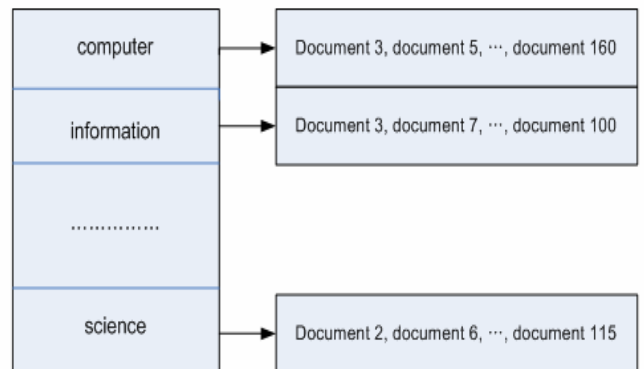 computer
Document 3, document 5, ···, document 160
information
Document 3, document 7, ···, document 100
...............
science
Document 2, document 6, ···, document 115